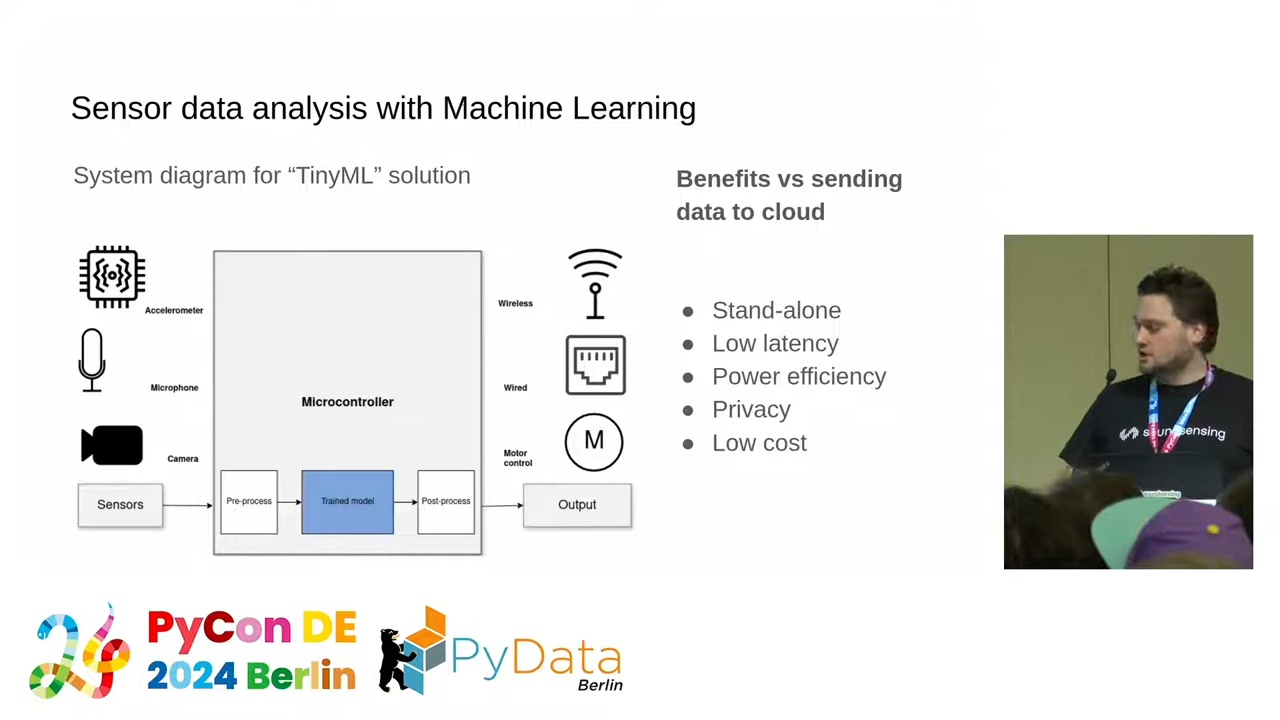 Sensor data analysis with Machine Learning
System diagram for “TinyML” solution
Accelerometer
Microphone
Camera
Sensors
Microcontroller
Pre-process
Trained model
Post-process
Wireless
Wired
Motor
control
M
Output
Benefits vs sending
data to cloud
● Stand-alone
● Low latency
● Power efficiency
● Privacy
● Low cost
soundsensing
soundsensing
PyCon DE
2024 Berlin
PyData
Berlin